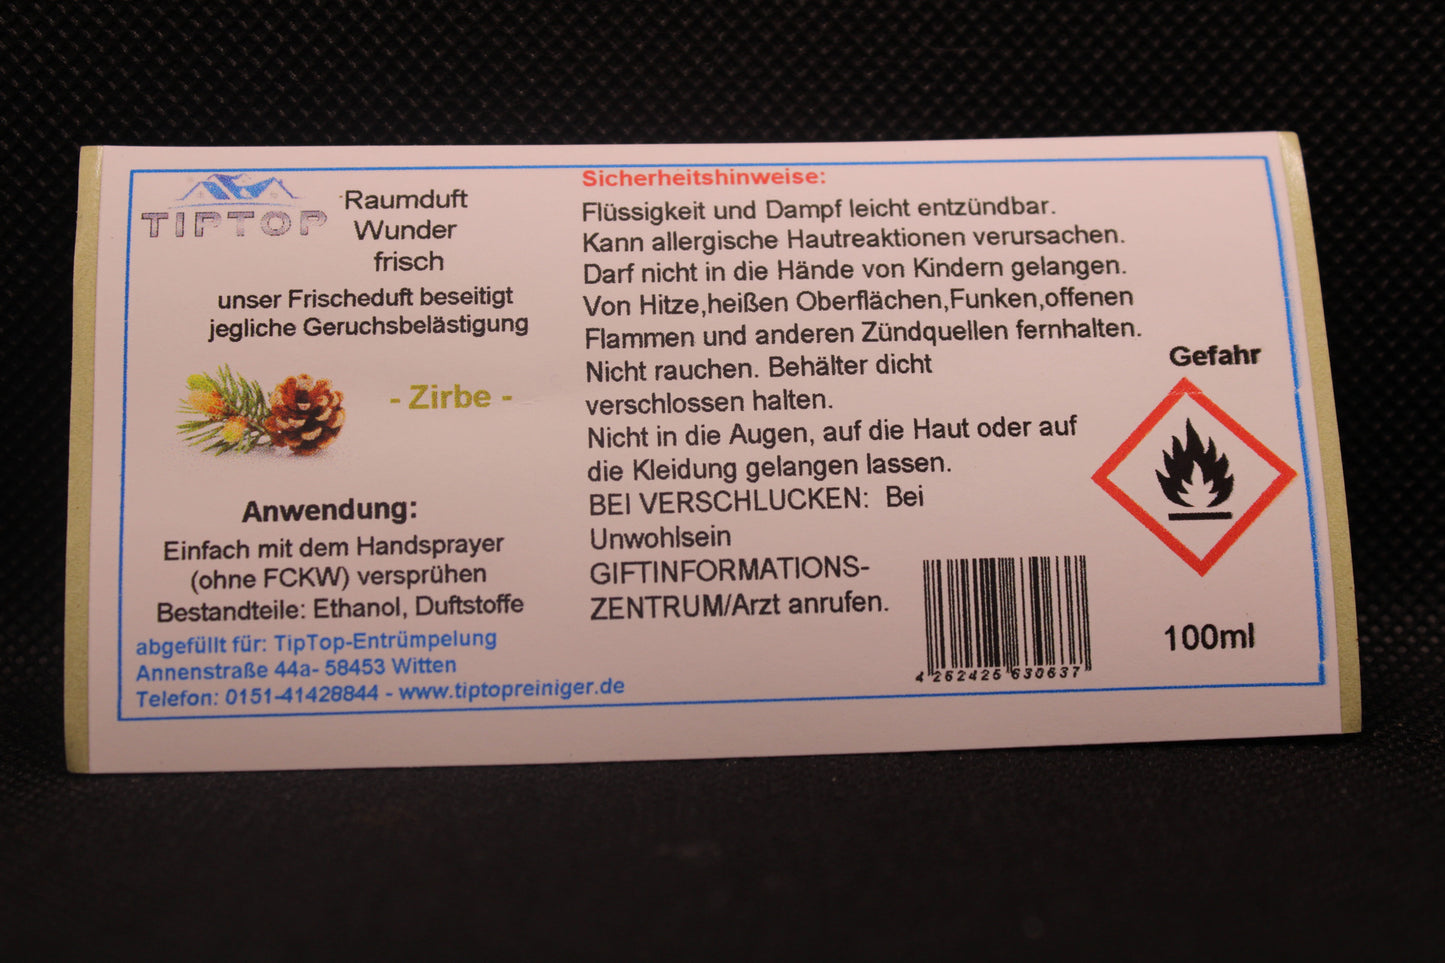 TIPTOP
Raumduft
Wunder
frisch
unser Frischeduft beseitigt
jegliche Geruchsbelästigung
- Zirbe -
Anwendung:
Einfach mit dem Handsprayer
(ohne FCKW) versprühen
Bestandteile: Ethanol, Duftstoffe
abgefüllt für: TipTop-Entrümpelung
Annenstraße 44a- 58453 Witten
Telefon: 0151-41428844 - www.tiptopreiniger.de
Sicherheitshinweise:
Flüssigkeit und Dampf leicht entzündbar.
Kann allergische Hautreaktionen verursachen.
Darf nicht in die Hände von Kindern gelangen.
Von Hitze,heißen Oberflächen,Funken,offenen
Flammen und anderen Zündquellen fernhalten.
Nicht rauchen. Behälter dicht
verschlossen halten.
Nicht in die Augen, auf die Haut oder auf
die Kleidung gelangen lassen.
BEI VERSCHLUCKEN: Bei
Unwohlsein
GIFTINFORMATIONS-
ZENTRUM/Arzt anrufen.
4 262426 630637
Gefahr
100ml